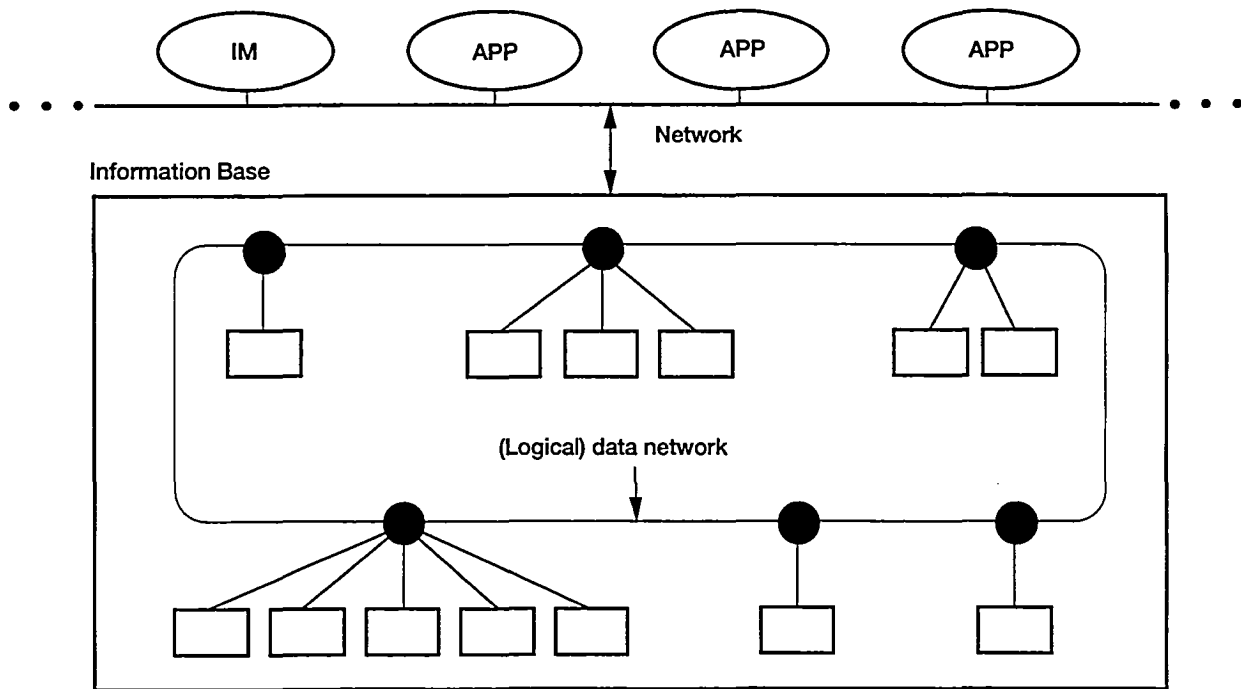 IM
APP
APP
APP
Network
Information Base
(Logical) data network